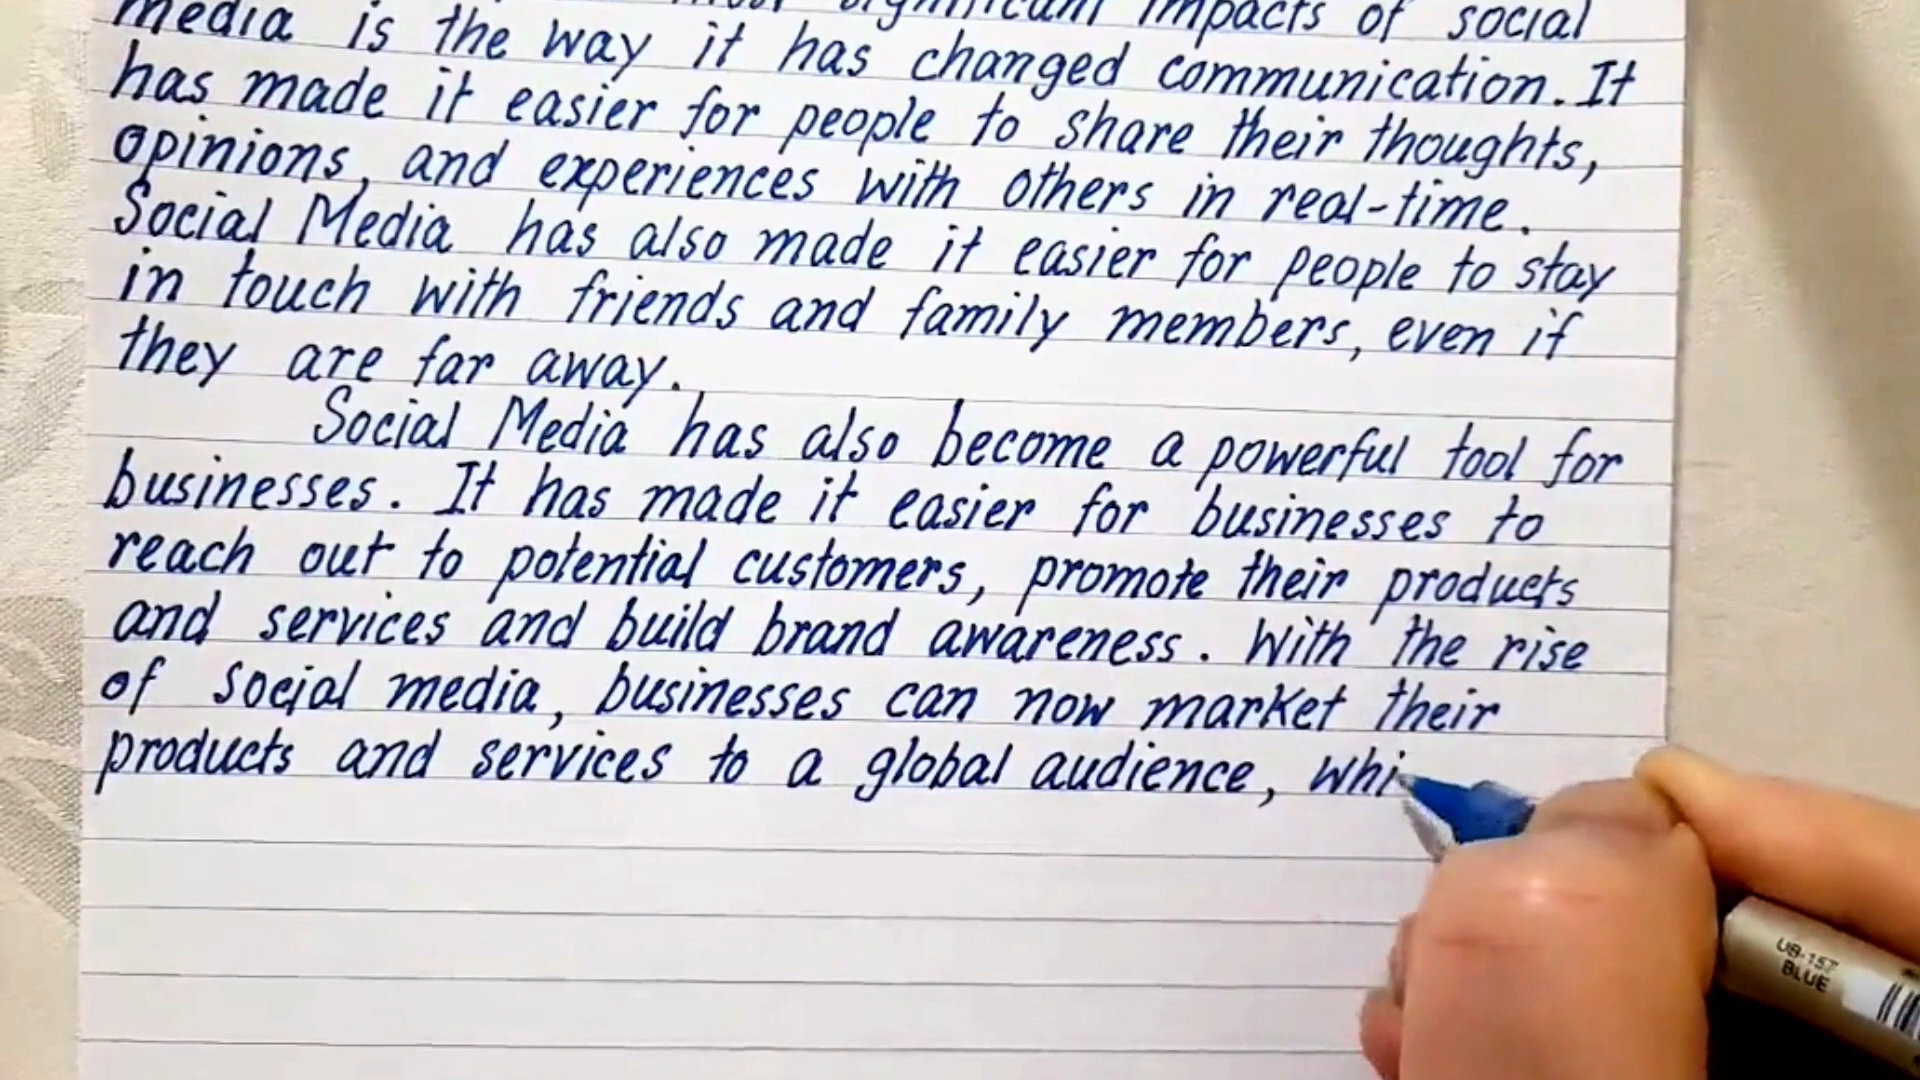 significant impacts of social
media is the way it has changed communication. It
has made it easier for people to share their thoughts,
opinions, and experiences with others in real-time.
Social Media has also made it easier for people to stay
in touch with friends and family members, even if
they are far away.
Social Media has also become a powerful tool for
businesses. It has made it easier for businesses to
reach out to potential customers, promote their products
and services and build brand awareness. With the rise
of social media, businesses can now market their
products and services to a global audience, whi
UB-157
BLUE